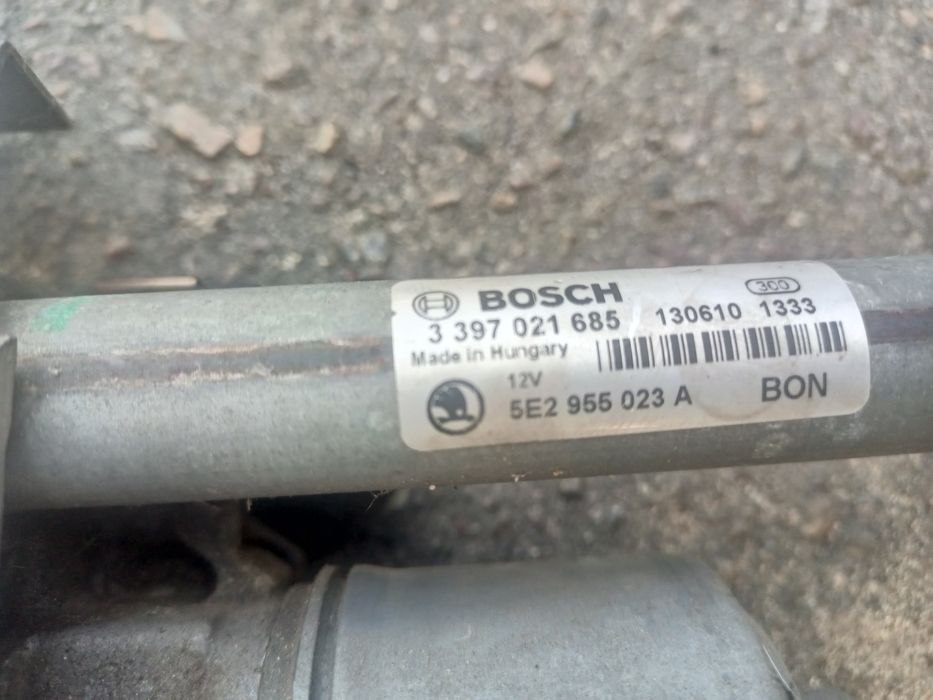 BOSCH
300
3 397 021 685 130610 1333
Made in Hungary
12V
5E2 955 023 A BON